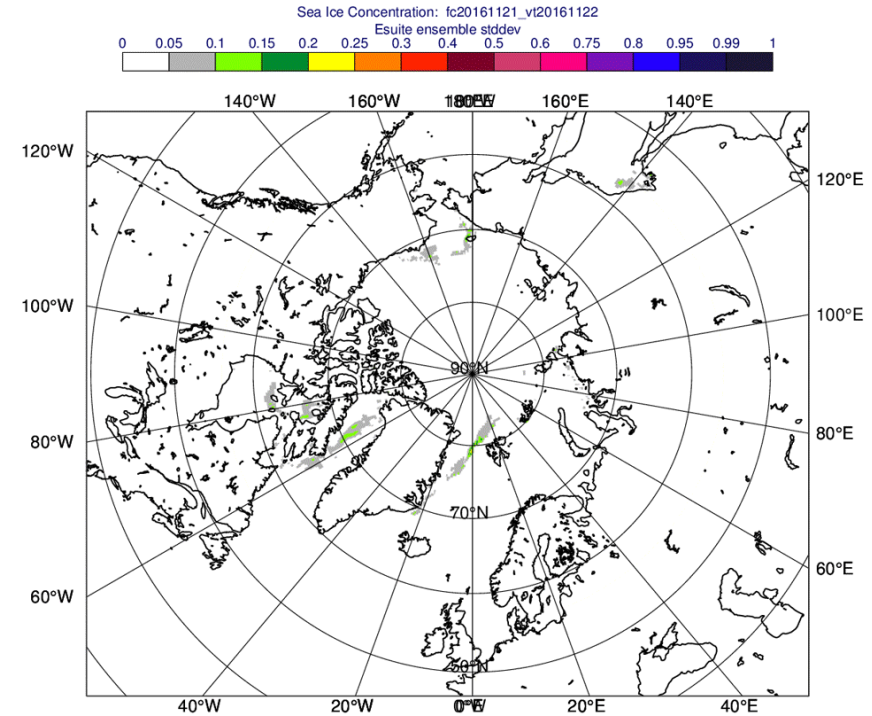 Sea Ice Concentration: fc20161121_vt20161122
Esuite ensemble stddev
0 0.05 0.1 0.15 0.2 0.25 0.3 0.4 0.5 0.6 0.75 0.8 0.95 0.99 1
140°W 160°W 160°E 140°E
120°W
120°E
100°W
100°E
90°N
80°W
80°E
70°N
60°W
60°E
50°N
40°W 20°W 20°E 40°E